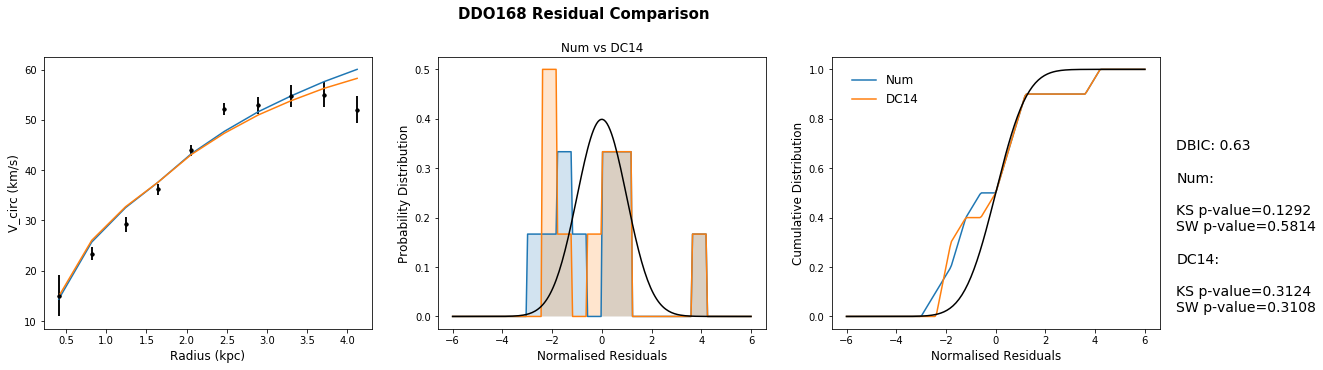 DDO168 Residual Comparison
V_circ (km/s)
60
50
40
30
20
10
0.5 1.0 1.5 2.0 2.5 3.0 3.5 4.0
Radius (kpc)
Num vs DC14
Probability Distribution
0.5
0.4
0.3
0.2
0.1
0.0
−6 −4 −2 0 2 4 6
Normalised Residuals
Cumulative Distribution
1.0
0.8
0.6
0.4
0.2
0.0
Num
DC14
−6 −4 −2 0 2 4 6
Normalised Residuals
DBIC: 0.63
Num:
KS p-value=0.1292
SW p-value=0.5814
DC14:
KS p-value=0.3124
SW p-value=0.3108